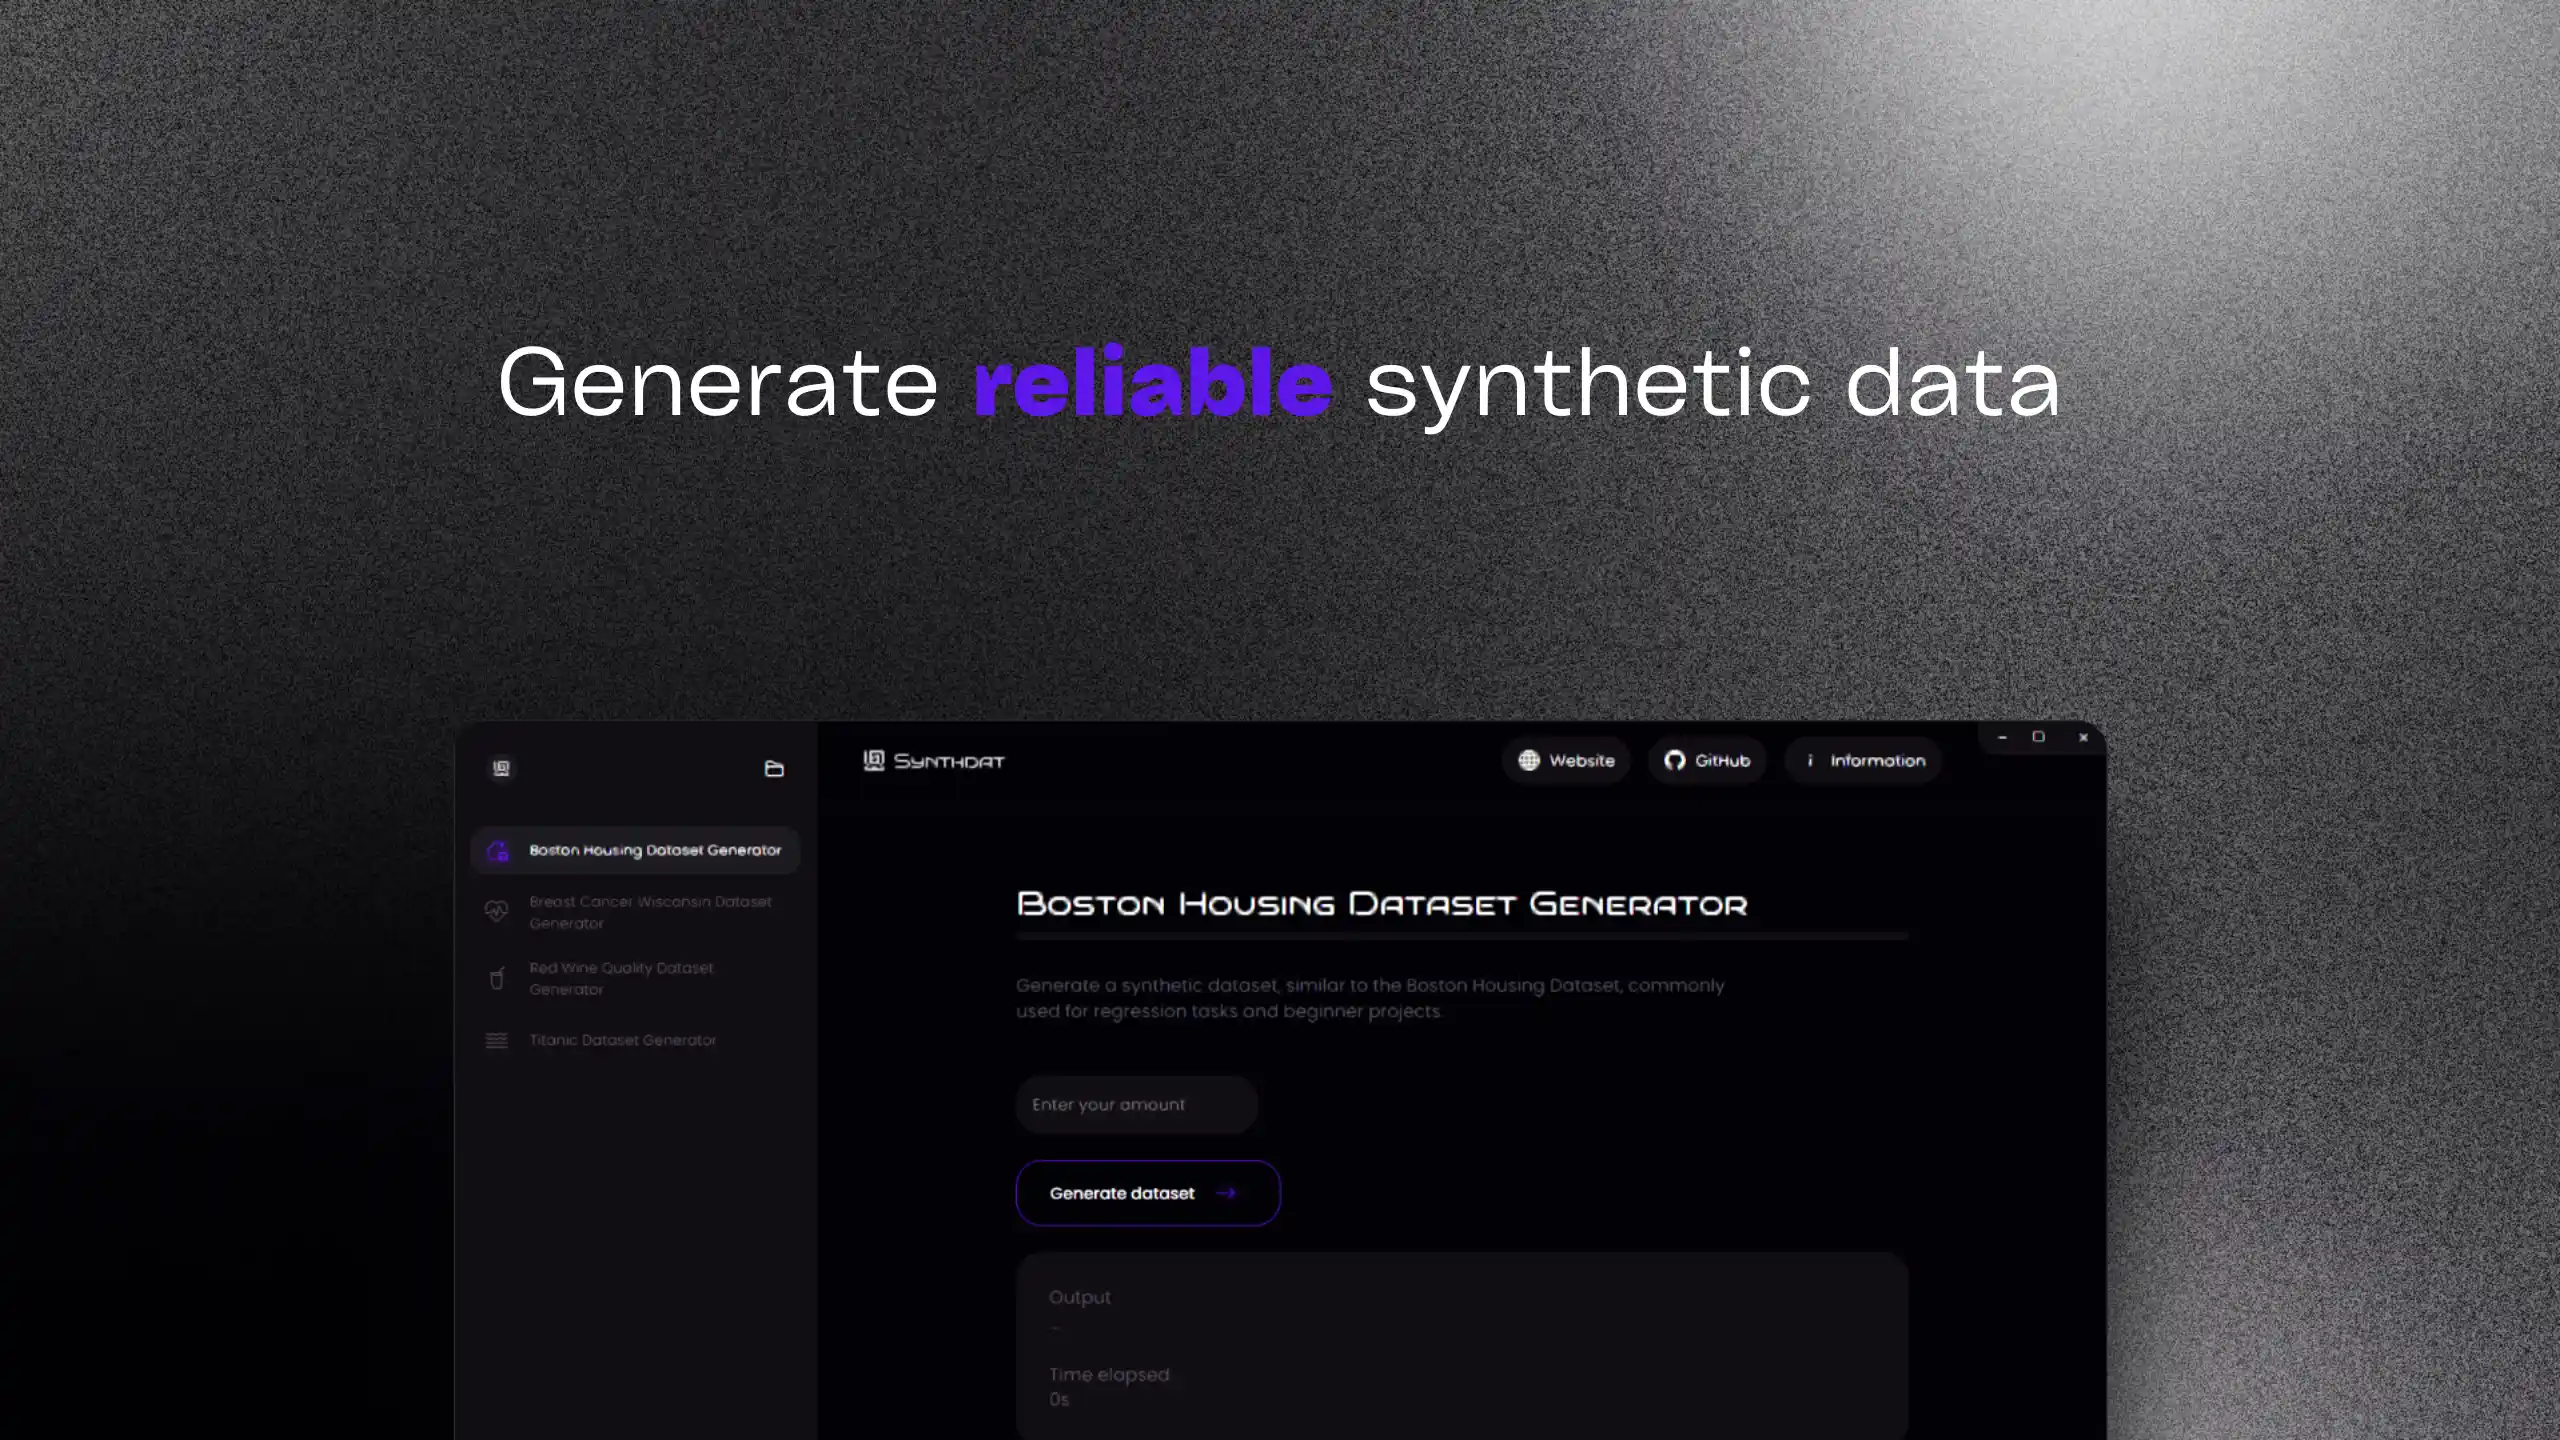 Generate reliable synthetic data
Synthdat
Website
GitHub
Information
Boston Housing Dataset Generator
Breast Cancer Wisconsin Dataset
Generator
Red Wine Quality Dataset
Generator
Titanic Dataset Generator
Boston Housing Dataset Generator
Generate a synthetic dataset, similar to the Boston Housing Dataset, commonly
used for regression tasks and beginner projects.
Enter your amount
Generate dataset
Output
-
Time elapsed
0s